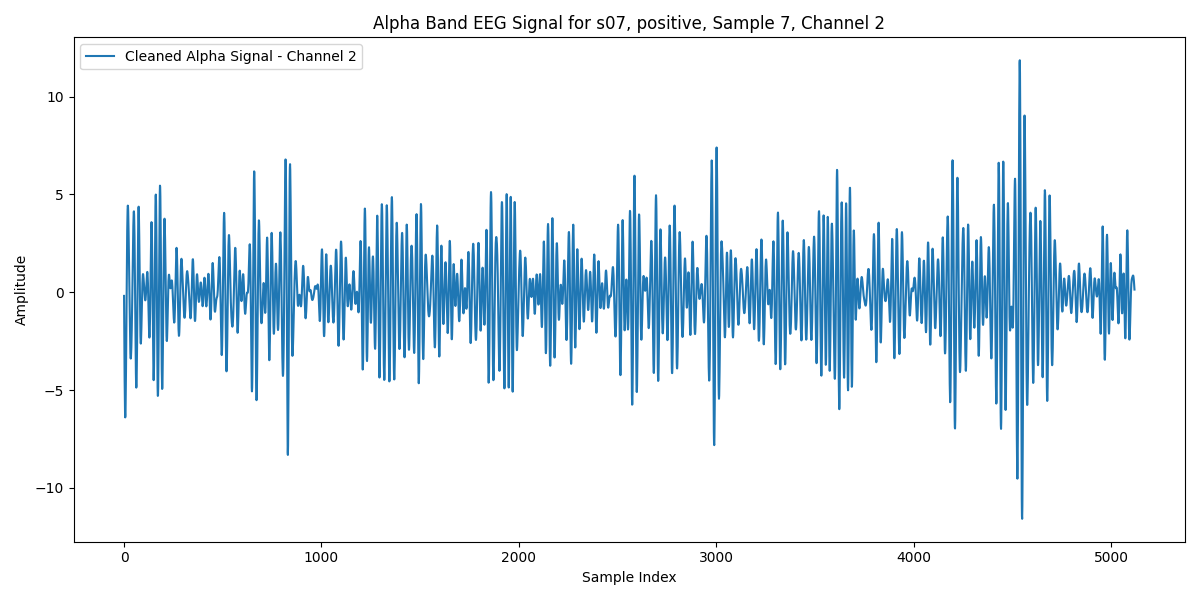 Alpha Band EEG Signal for s07, positive, Sample 7, Channel 2
Cleaned Alpha Signal - Channel 2
Amplitude
10
5
0
−5
−10
0 1000 2000 3000 4000 5000
Sample Index